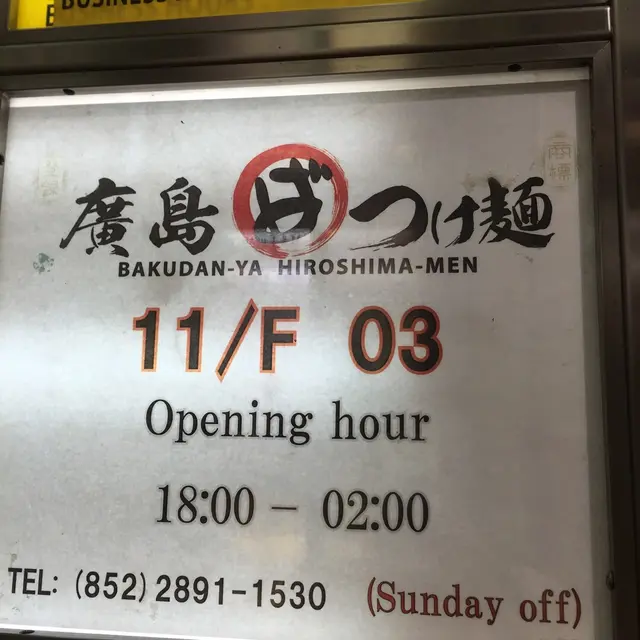 BUSINESS
廣島 ば つけ麺
BAKUDAN-YA HIROSHIMA-MEN
11/F 03
Opening hour
18:00 - 02:00
TEL: (852) 2891-1530 (Sunday off)